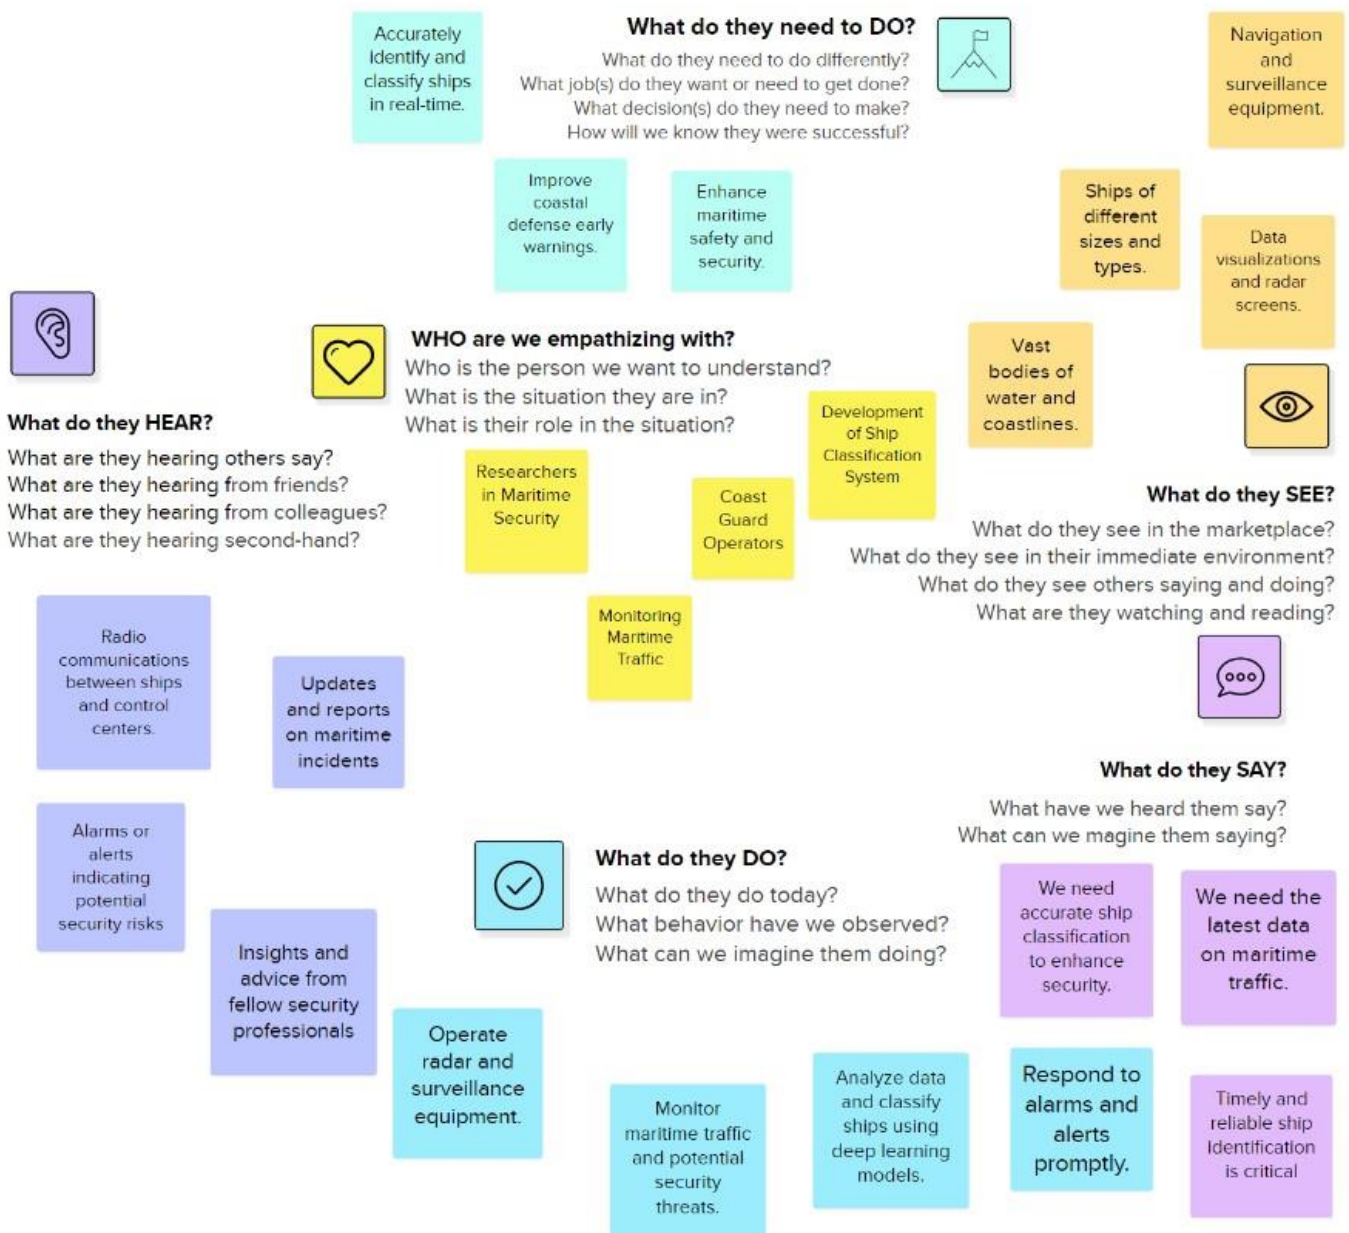 Accurately
identify and
classify ships
in real-time.
What do they need to DO?
What do they need to do differently?
What job(s) do they want or need to get done?
What decision(s) do they need to make?
How will we know they were successful?
Navigation
and
surveillance
equipment.
Improve
coastal
defense early
warnings.
Enhance
maritime
safety and
security.
Ships of
different
sizes and
types.
Data
visualizations
and radar
screens.
Vast
bodies of
water and
coastlines.
WHO are we empathizing with?
Who is the person we want to understand?
What is the situation they are in?
What is their role in the situation?
Researchers
in Maritime
Security
Coast
Guard
Operators
Development
of Ship
Classification
System
Monitoring
Maritime
Traffic
What do they HEAR?
What are they hearing others say?
What are they hearing from friends?
What are they hearing from colleagues?
What are they hearing second-hand?
What do they SEE?
What do they see in the marketplace?
What do they see in their immediate environment?
What do they see others saying and doing?
What are they watching and reading?
Radio
communications
between ships
and control
centers.
Updates
and reports
on maritime
incidents
Alarms or
alerts
indicating
potential
security risks
Insights and
advice from
fellow security
professionals
What do they SAY?
What have we heard them say?
What can we magine them saying?
We need
accurate ship
classification
to enhance
security.
We need the
latest data
on maritime
traffic.
Timely and
reliable ship
identification
is critical
What do they DO?
What do they do today?
What behavior have we observed?
What can we imagine them doing?
Operate
radar and
surveillance
equipment.
Monitor
maritime traffic
and potential
security
threats.
Analyze data
and classify
ships using
deep learning
models.
Respond to
alarms and
alerts
promptly.